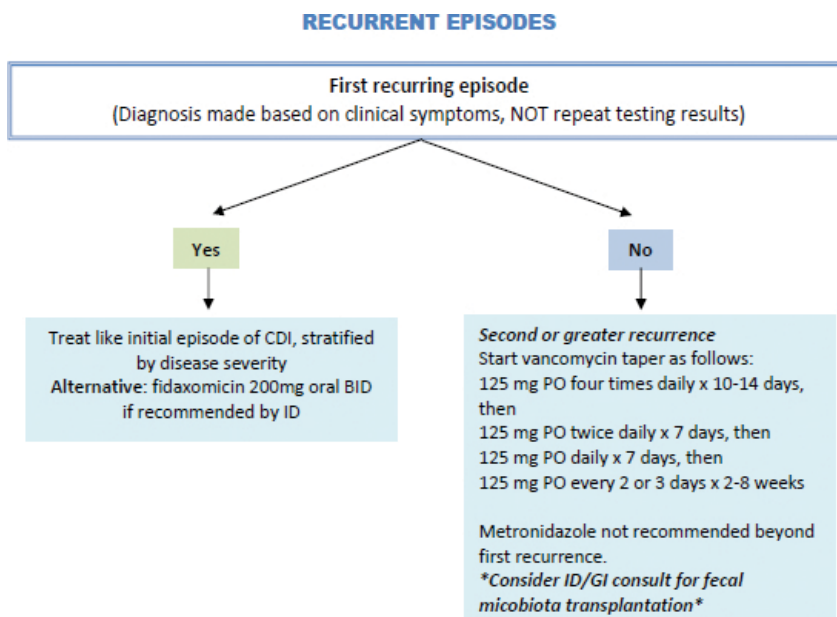 RECURRENT EPISODES
First recurring episode
(Diagnosis made based on clinical symptoms, NOT repeat testing results)
Yes
No
Treat like initial episode of CDI, stratified
by disease severity
Alternative: fidaxomicin 200mg oral BID
if recommended by ID
Second or greater recurrence
Start vancomycin taper as follows:
125 mg PO four times daily x 10-14 days,
then
125 mg PO twice daily x 7 days, then
125 mg PO daily x 7 days, then
125 mg PO every 2 or 3 days x 2-8 weeks
Metronidazole not recommended beyond
first recurrence.
*Consider ID/GI consult for fecal
micobiota transplantation*